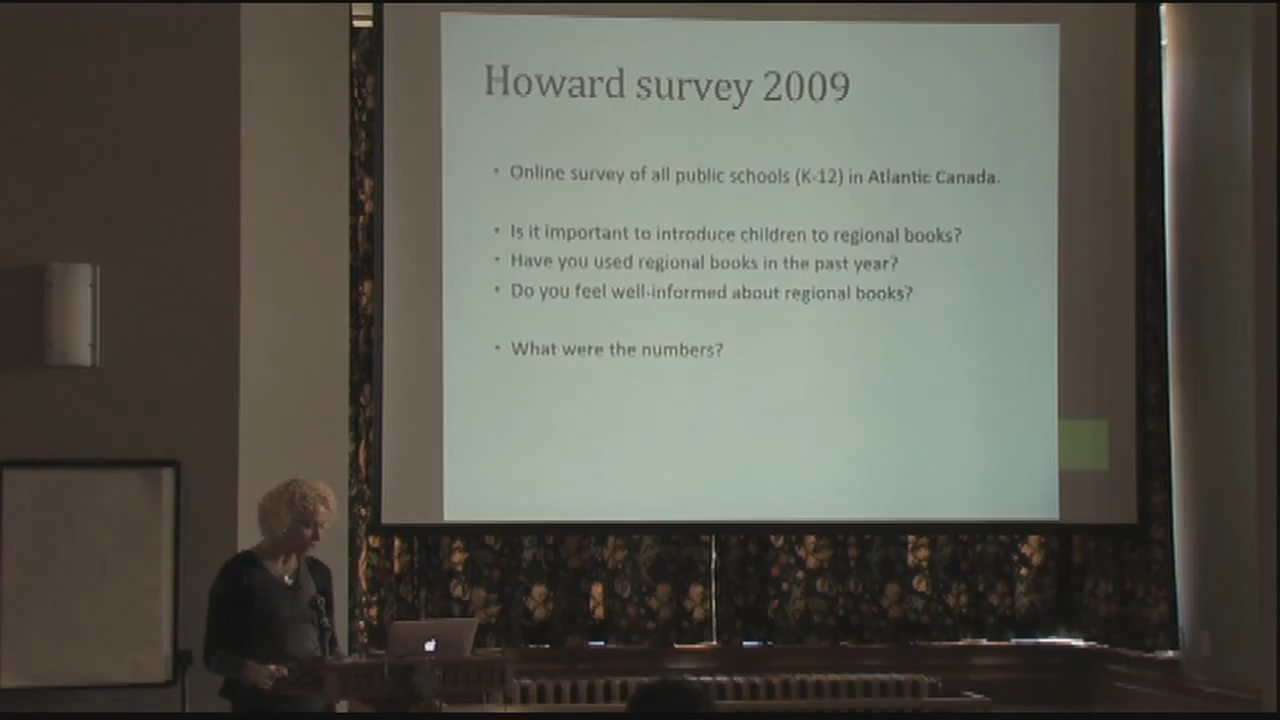 Howard survey 2009
• Online survey of all public schools (K-12) in Atlantic Canada.
• Is it important to introduce children to regional books?
• Have you used regional books in the past year?
• Do you feel well-informed about regional books?
• What were the numbers?